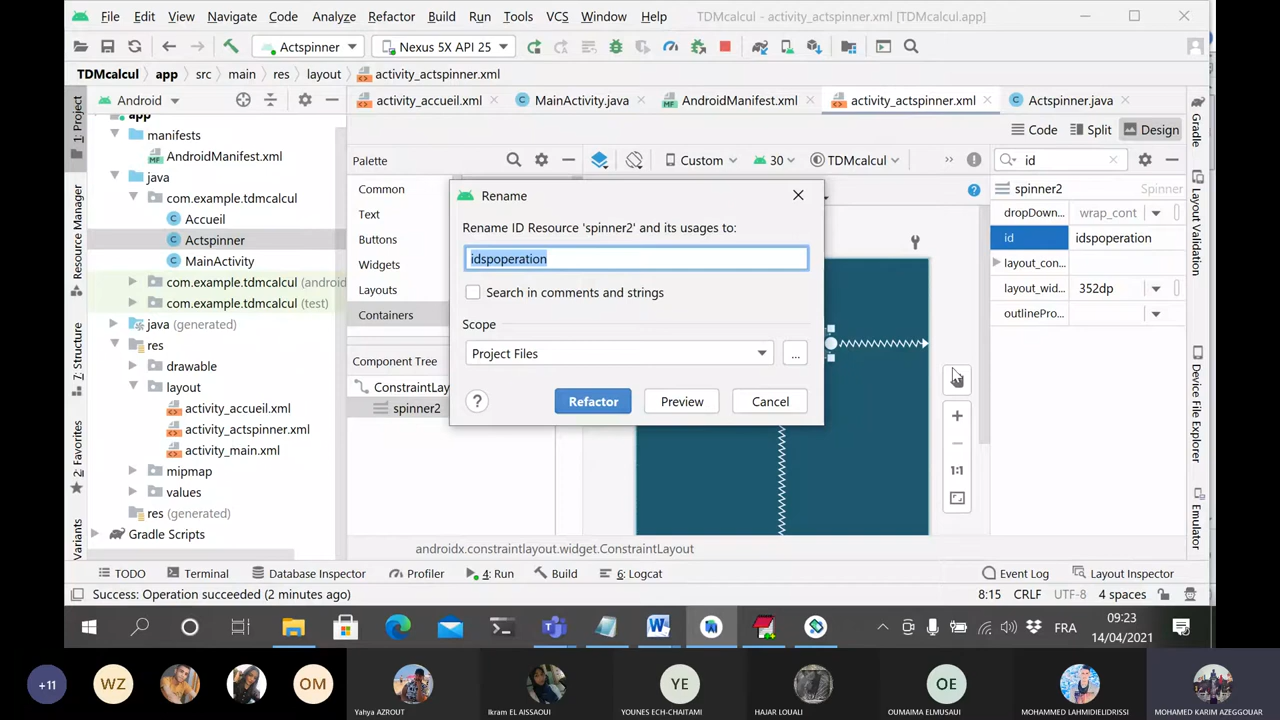 File Edit View Navigate Code Analyze Refactor Build Run Tools VCS Window Help TDMcalcul - activity_actspinner.xml [TDMcalcul.app]
Actspinner Nexus 5X API 25
TDMcalcul app src main res layout activity_actspinner.xml
Android
activity_accueil.xml MainActivity.java AndroidManifest.xml activity_actspinner.xml Actspinner.java
Code Split Design
1: Project
Resource Manager
7: Structure
2: Favorites
Variants
app
manifests
AndroidManifest.xml
java
com.example.tdmcalcul
Accueil
Actspinner
MainActivity
com.example.tdmcalcul (android
com.example.tdmcalcul (test)
java (generated)
res
drawable
layout
activity_accueil.xml
activity_actspinner.xml
activity_main.xml
mipmap
values
res (generated)
Gradle Scripts
Palette
Common
Text
Buttons
Widgets
Layouts
Containers
Component Tree
ConstraintLay
spinner2
Custom 30 TDMcalcul
Rename
Rename ID Resource 'spinner2' and its usages to:
idspoperation
Search in comments and strings
Scope
Project Files
...
? Refactor Preview Cancel
1:1
id
spinner2 Spinner
dropDown... wrap_cont
id idspoperation
layout_con...
layout_wid... 352dp
outlinePro...
Gradle
Layout Validation
Device File Explorer
Emulator
androidx.constraintlayout.widget.ConstraintLayout
TODO Terminal Database Inspector Profiler 4: Run Build 6: Logcat Event Log Layout Inspector
Success: Operation succeeded (2 minutes ago) 8:15 CRLF UTF-8 4 spaces
FRA 09:23
14/04/2021
+11 WZ OM YE OE
Yahya AZROUT Ikram EL AISSAOUI YOUNES ECH-CHAITAMI HAJAR LOUALI OUMAIMA ELMUSAUI MOHAMMED LAHMIDIELIDRISSI MOHAMED KARIM AZEGGOUAR